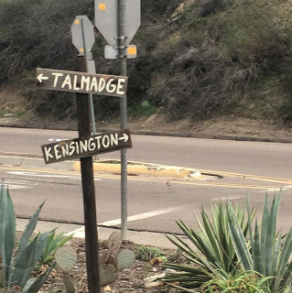 ← TALMADGE
KENSINGTON →